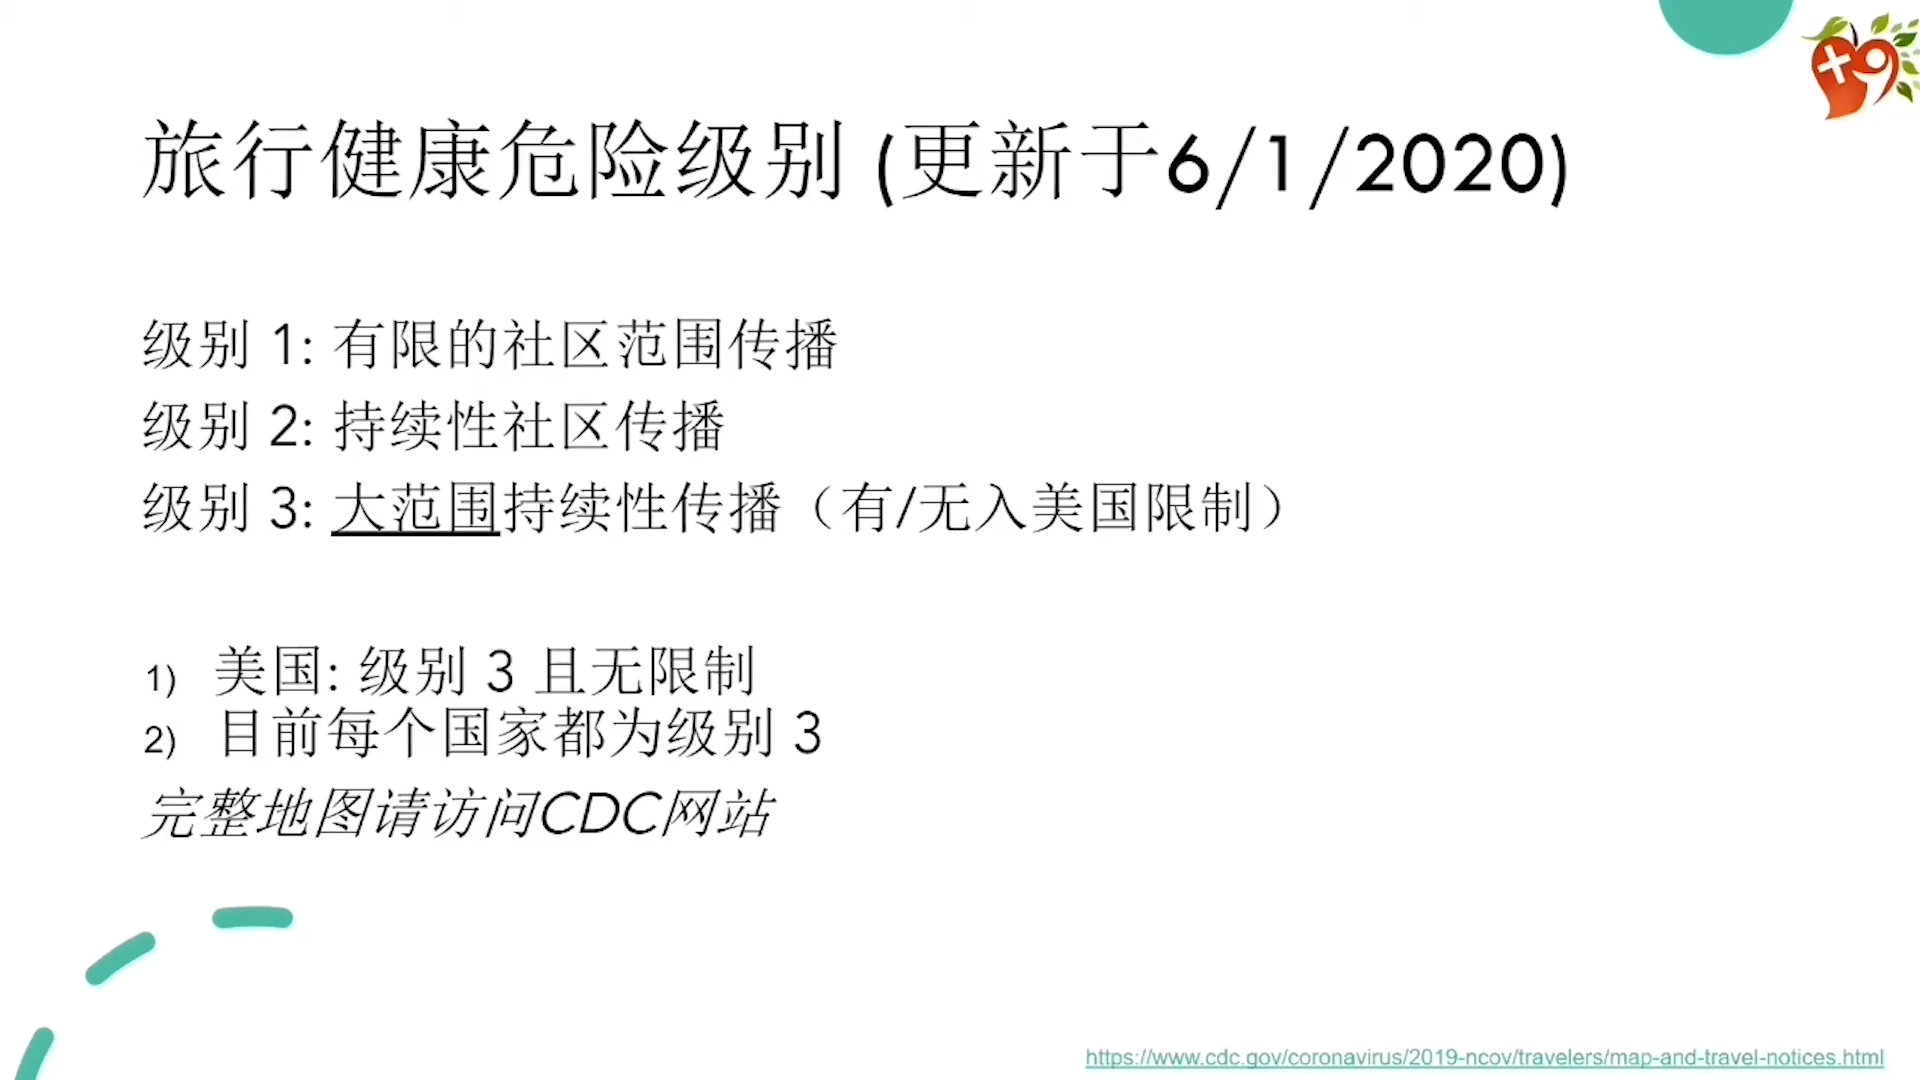 旅行健康危险级别 (更新于6/1/2020)
级别 1: 有限的社区范围传播
级别 2: 持续性社区传播
级别 3: 大范围持续性传播（有/无入美国限制）
1) 美国: 级别 3 且无限制
2) 目前每个国家都为级别 3
完整地图请访问CDC网站
https://www.cdc.gov/coronavirus/2019-ncov/travelers/map-and-travel-notices.html